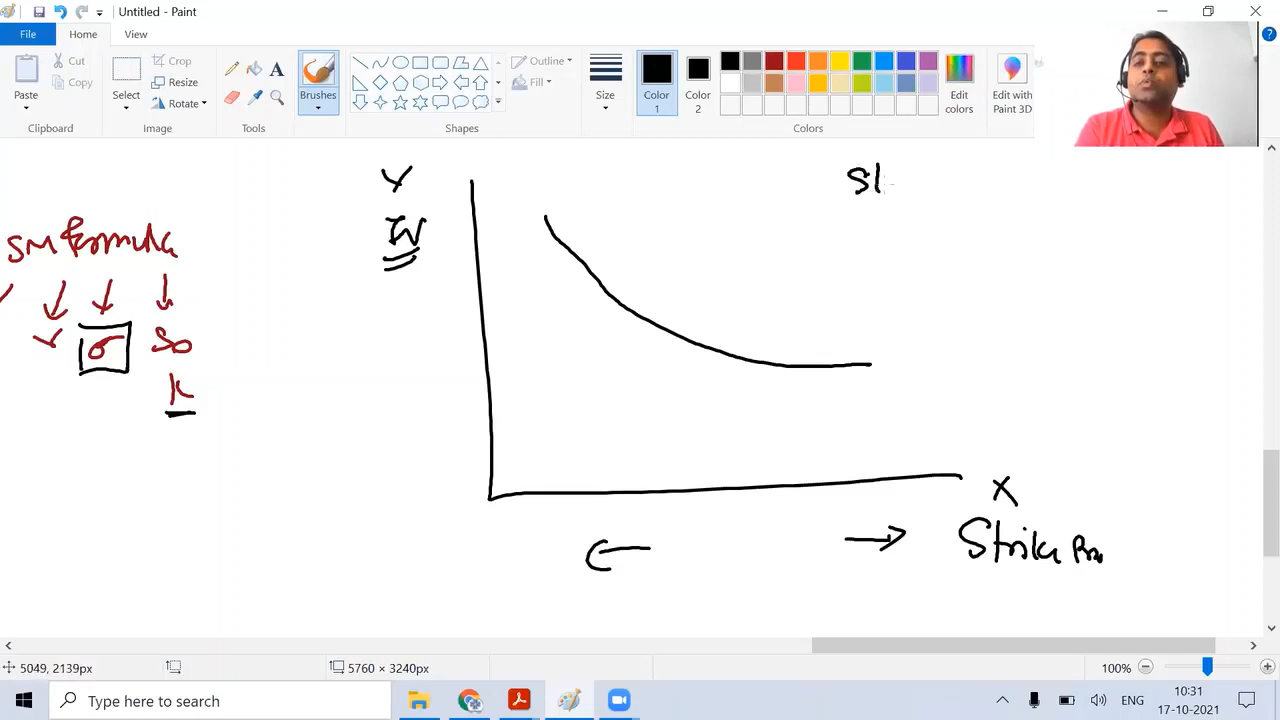 Untitled - Paint
File Home View
Cut
Copy
Paste
Clipboard
Crop
Resize
Rotate
Select
Image
A
Tools
Brushes
Outline
Fill
Shapes
Size
Color 1
Color 2
Edit colors
Colors
Edit with Paint 3D
Y
IV
SM formula
σ So
K
X
Strike
5049, 2139px
5760 × 3240px
100%
Type here to search
ENG
10:31
17-10-2021